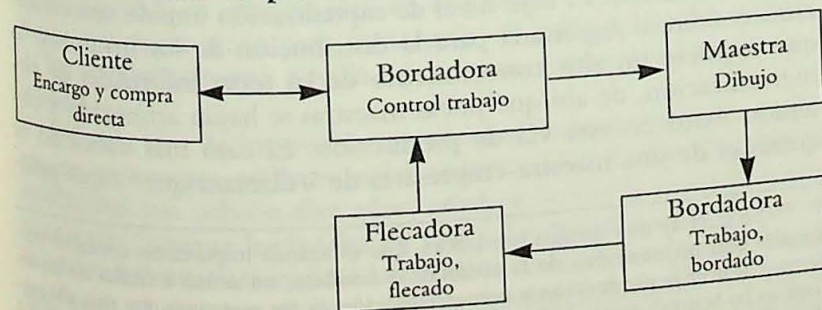 Cliente
Encargo y compra
directa
Bordadora
Control trabajo
Maestra
Dibujo
Bordadora
Trabajo,
bordado
Flecadora
Trabajo,
flecado